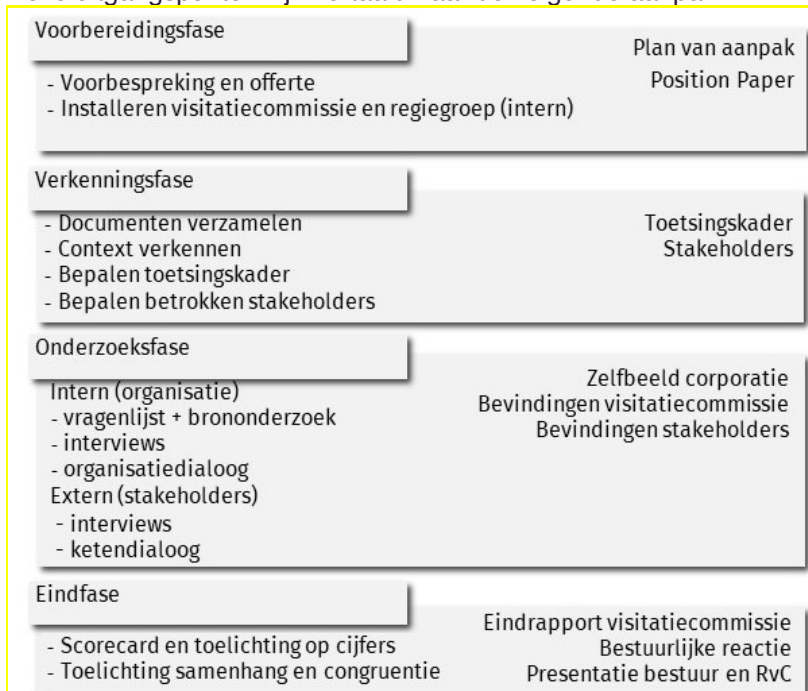 Voorbereidingsfase
Plan van aanpak
Position Paper
- Voorbespreking en offerte
- Installeren visitatiecommissie en regiegroep (intern)
Verkenningsfase
- Documenten verzamelen
- Context verkennen
- Bepalen toetsingskader
- Bepalen betrokken stakeholders
Toetsingskader
Stakeholders
Onderzoeksfase
Intern (organisatie)
- vragenlijst + brononderzoek
- interviews
- organisatiedialoog
Extern (stakeholders)
- interviews
- ketendialoog
Zelfbeeld corporatie
Bevindingen visitatiecommissie
Bevindingen stakeholders
Eindfase
- Scorecard en toelichting op cijfers
- Toelichting samenhang en congruentie
Eindrapport visitatiecommissie
Bestuurlijke reactie
Presentatie bestuur en RvC